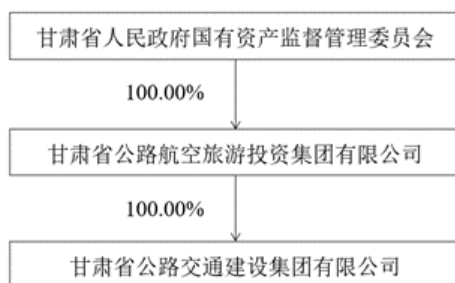 甘肃省人民政府国有资产监督管理委员会
100.00%
甘肃省公路航空旅游投资集团有限公司
100.00%
甘肃省公路交通建设集团有限公司